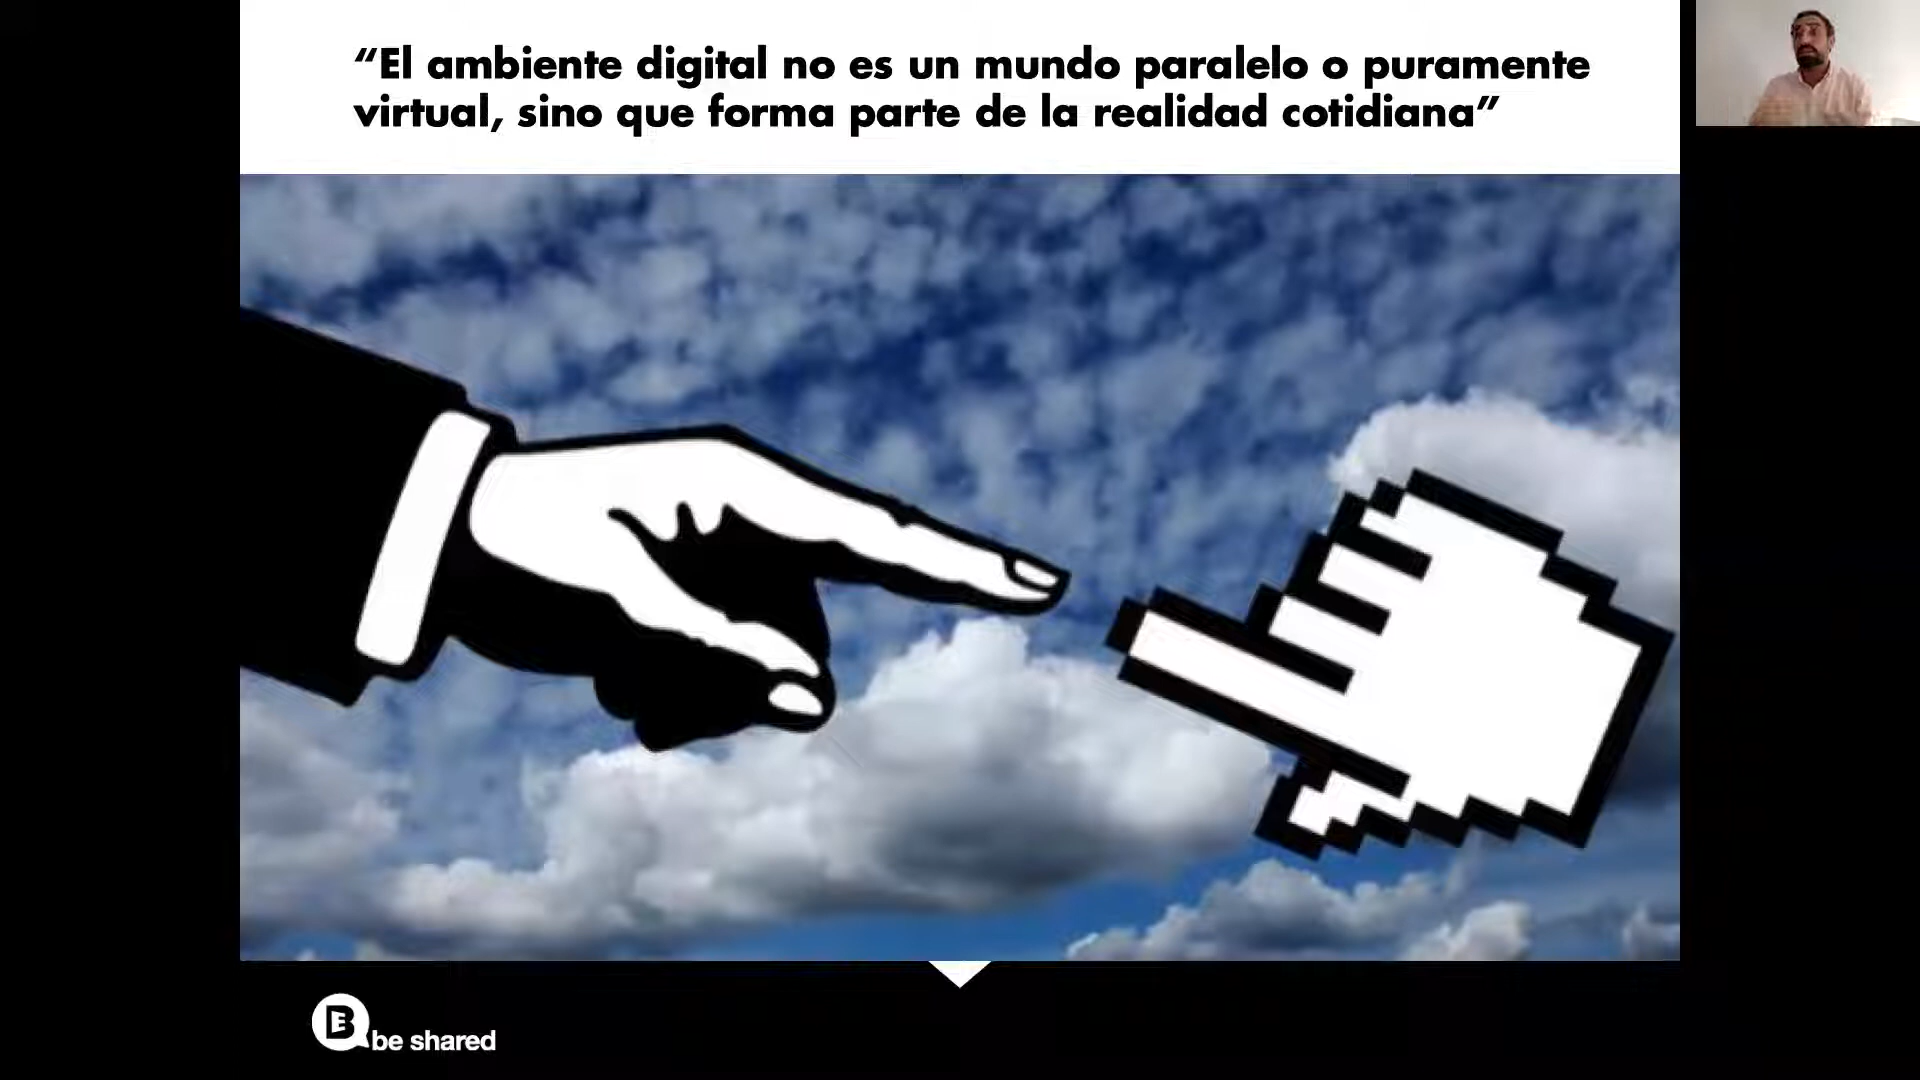 “El ambiente digital no es un mundo paralelo o puramente
virtual, sino que forma parte de la realidad cotidiana”
B
be shared